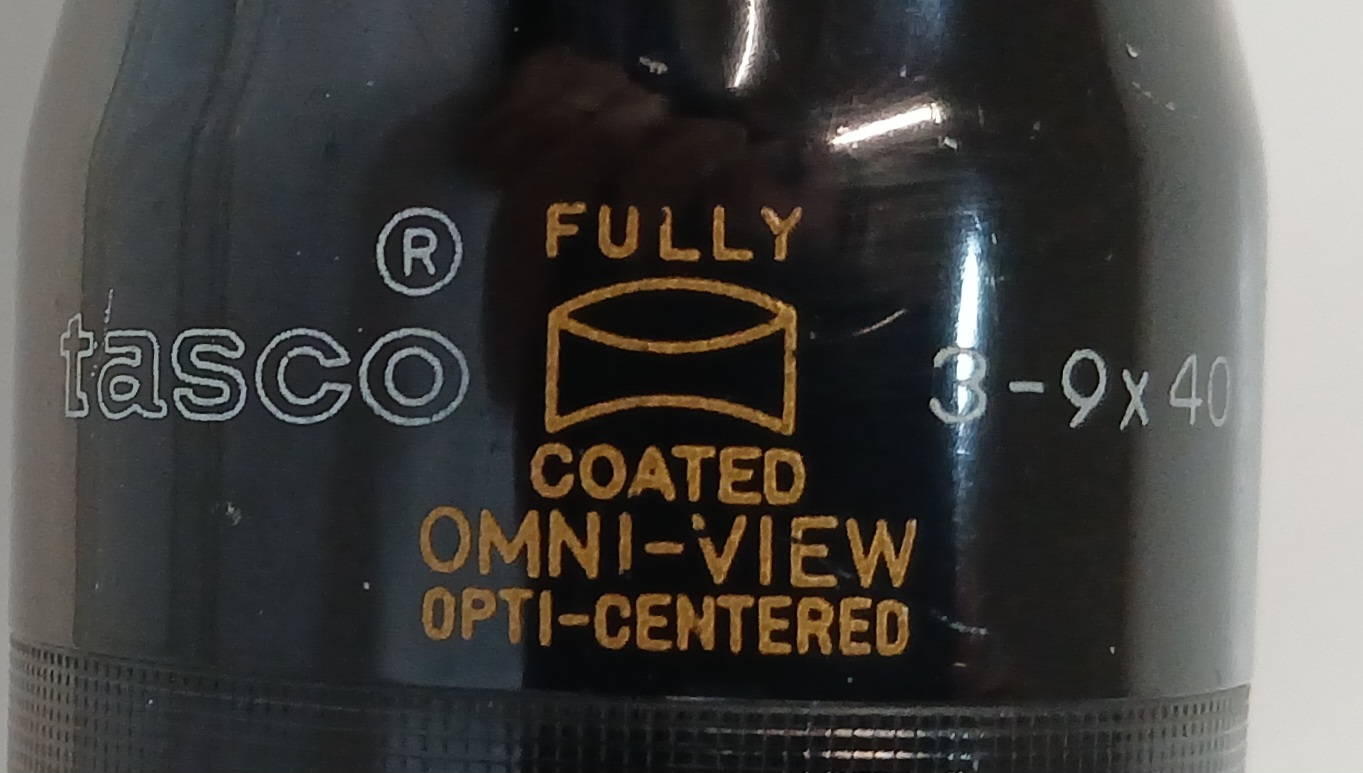 ®
tasco
FULLY
COATED
OMNI-VIEW
OPTI-CENTERED
3-9x40